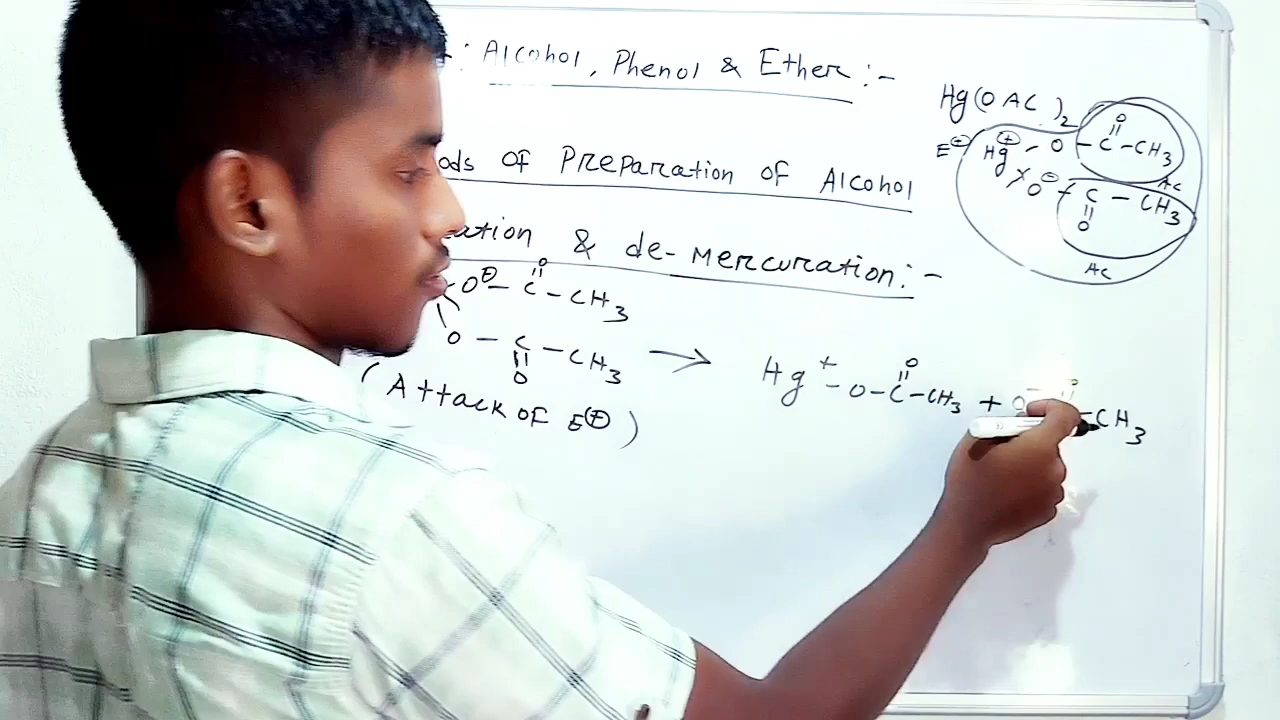 : Alcohol, Phenol & Ether :-
ods of Preparation of Alcohol
ation & de-Mercuration :-
Hg(OAC)2
E⊕ Hg⊕ - O - C - CH3
O
AC
O⊖ - C - CH3
O
AC
O
O⊖ - C - CH3
O - C - CH3
O
(Attack of E⊕)
→
O
Hg+ - O - C - CH3 + O
CH3